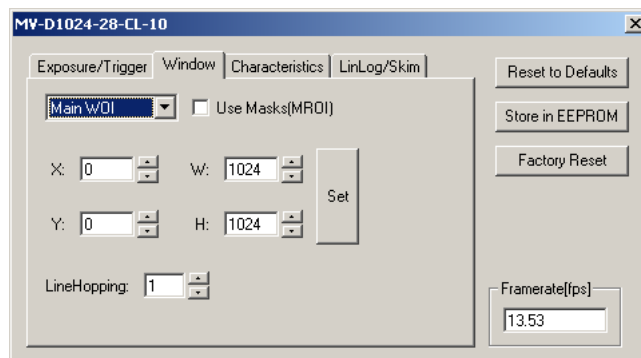 MV-D1024-28-CL-10
Exposure/Trigger Window Characteristics LinLog/Skim
Main WOI Use Masks(MROI)
X: 0 W: 1024
Y: 0 H: 1024
Set
LineHopping: 1
Reset to Defaults
Store in EEPROM
Factory Reset
Framerate[fps]
13.53